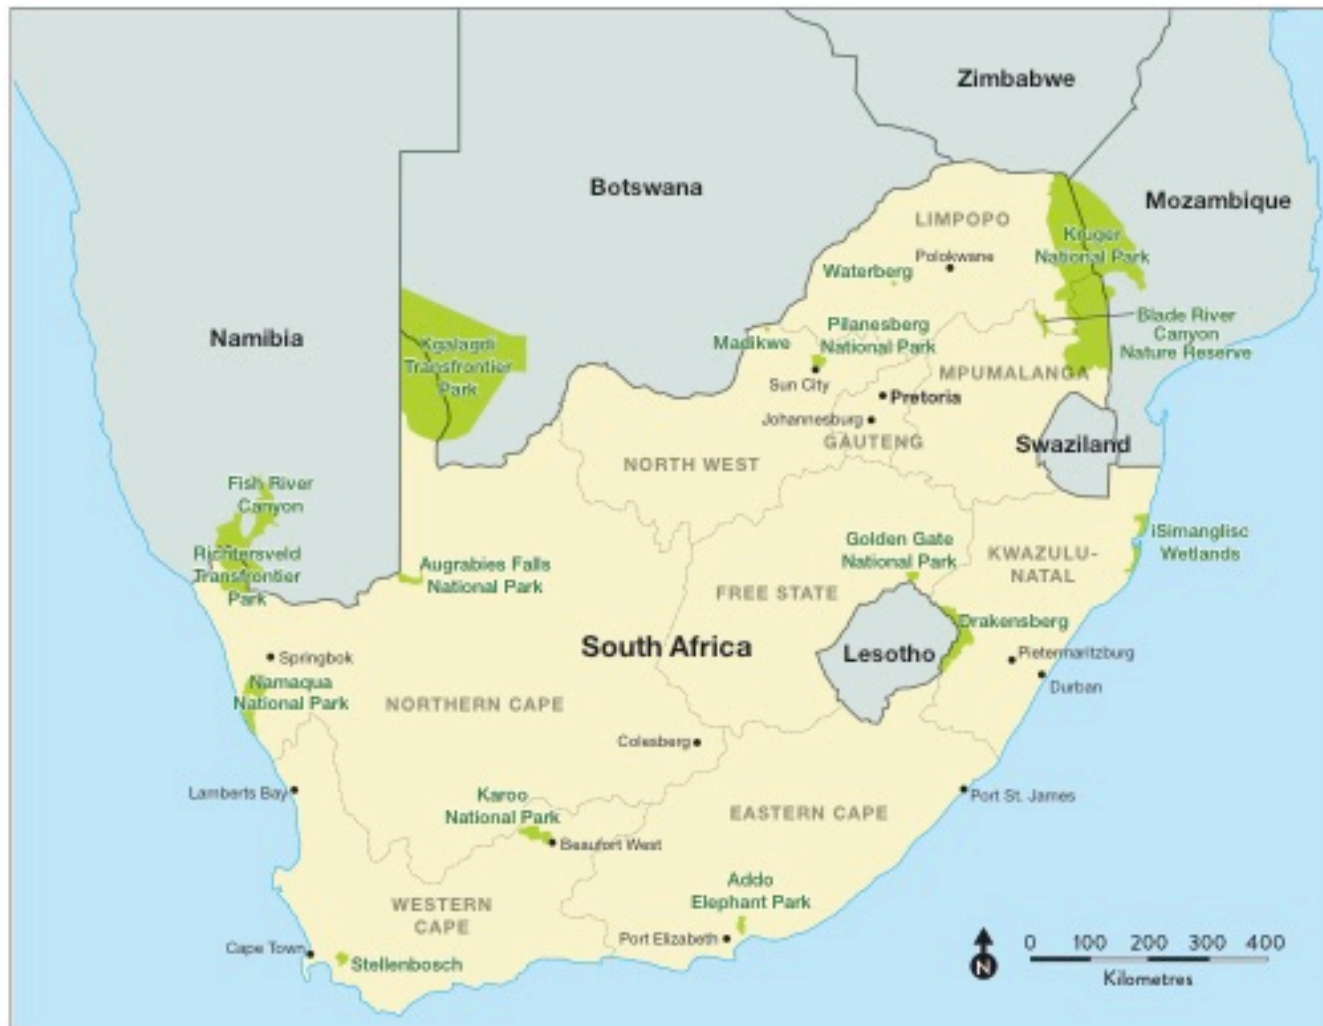 Zimbabwe
Botswana
Mozambique
LIMPOPO
Kruger
National Park
Polokwane
Waterberg
Namibia
Kgalagdi
Transfrontier
Park
Madikwe
Pilanesberg
National Park
Blade River
Canyon
Nature Reserve
Sun City
MPUMALANGA
Pretoria
Johannesburg
GAUTENG
Swaziland
NORTH WEST
Fish River
Canyon
Richtersveld
Transfrontier
Park
Augrabies Falls
National Park
Golden Gate
National Park
KWAZULU-
NATAL
iSimanglisc
Wetlands
FREE STATE
Drakensberg
South Africa
Lesotho
Pietermaritzburg
Durban
Springbok
Namaqua
National Park
NORTHERN CAPE
Colesberg
Lamberts Bay
Karoo
National Park
Beaufort West
EASTERN CAPE
Port St. James
Addo
Elephant Park
WESTERN
CAPE
Port Elizabeth
Cape Town
Stellenbosch
N
0 100 200 300 400
Kilometres